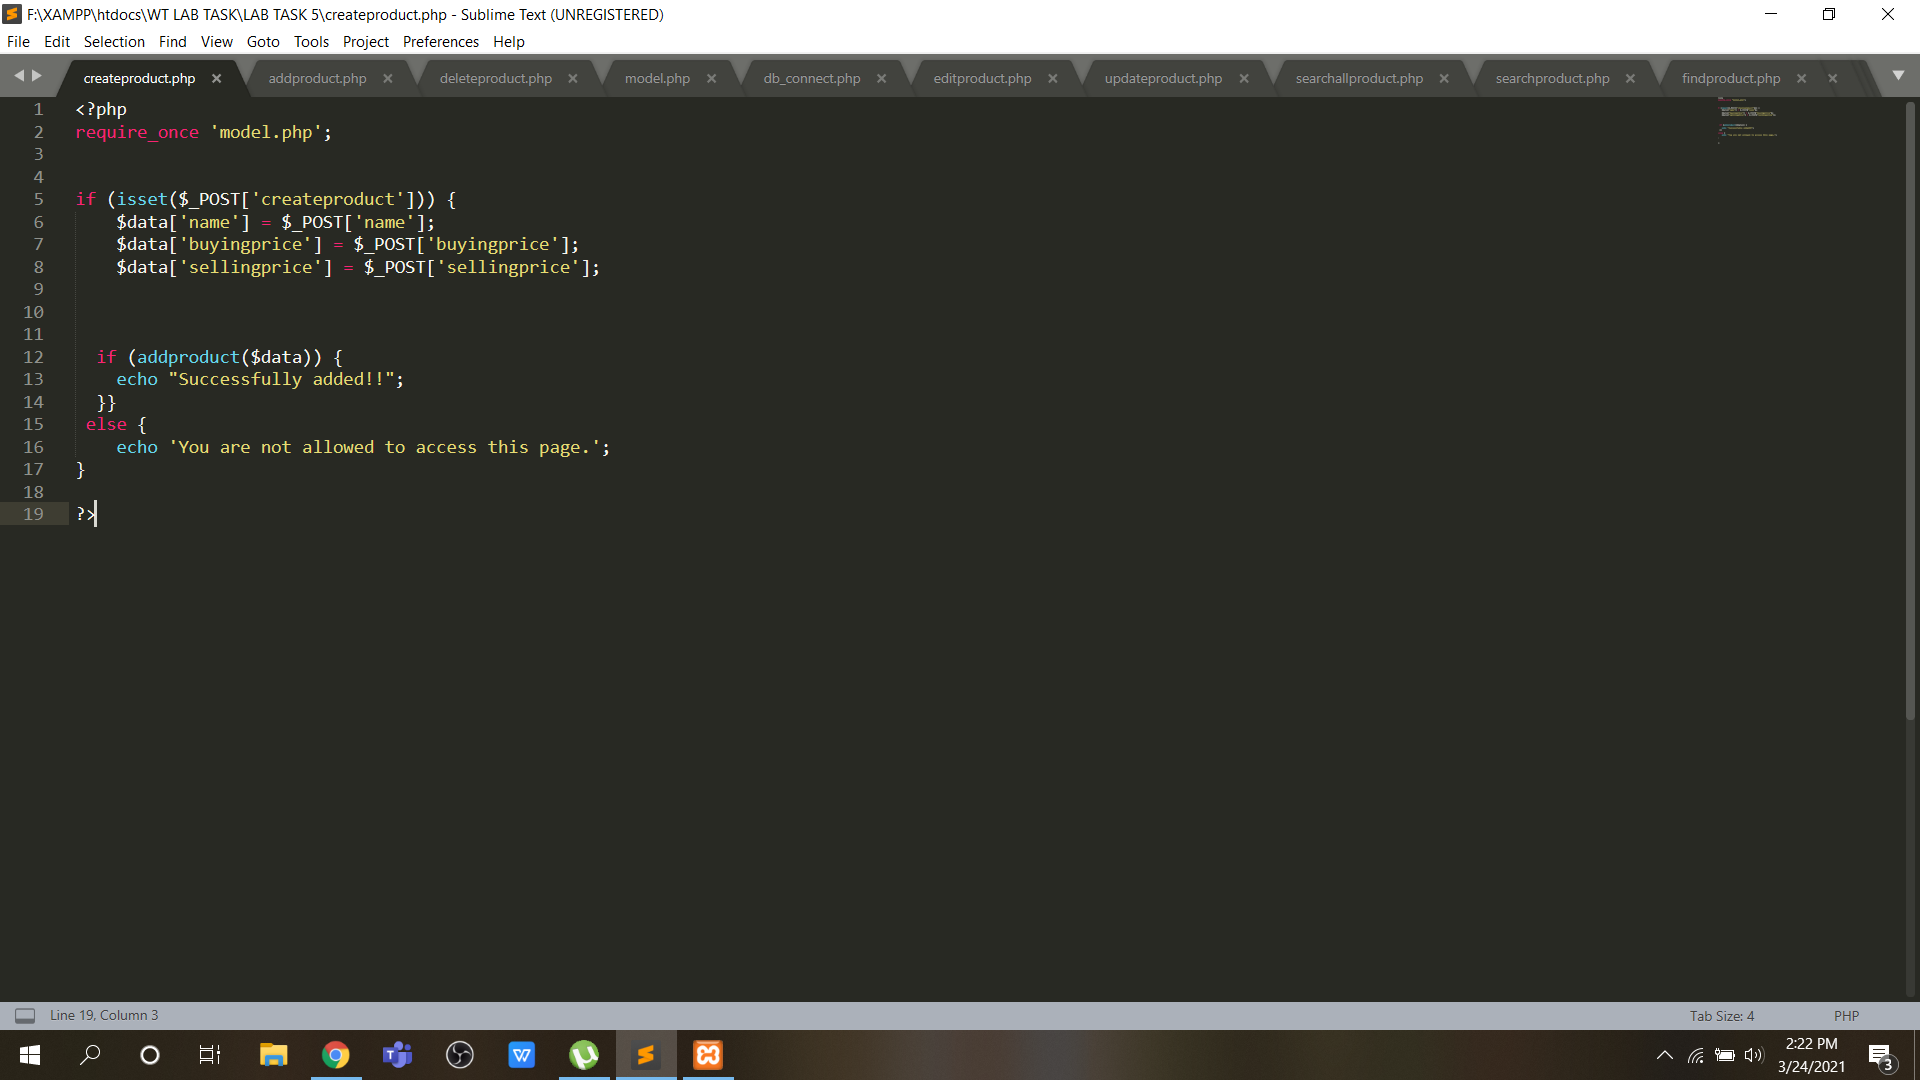 F:\XAMPP\htdocs\WT LAB TASK\LAB TASK 5\createproduct.php - Sublime Text (UNREGISTERED)
File Edit Selection Find View Goto Tools Project Preferences Help
createproduct.php addproduct.php deleteproduct.php model.php db_connect.php editproduct.php updateproduct.php searchallproduct.php searchproduct.php findproduct.php
1 <?php
2 require_once 'model.php';
3
4
5 if (isset($_POST['createproduct'])) {
6 $data['name'] = $_POST['name'];
7 $data['buyingprice'] = $_POST['buyingprice'];
8 $data['sellingprice'] = $_POST['sellingprice'];
9
10
11
12 if (addproduct($data)) {
13 echo "Successfully added!!";
14 }}
15 else {
16 echo 'You are not allowed to access this page.';
17 }
18
19 ?>
Line 19, Column 3 Tab Size: 4 PHP
2:22 PM
3/24/2021
3